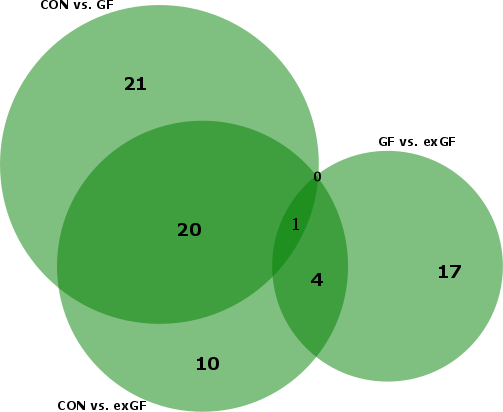 CON vs. GF
21
GF vs. exGF
0
1
20
17
4
10
CON vs. exGF